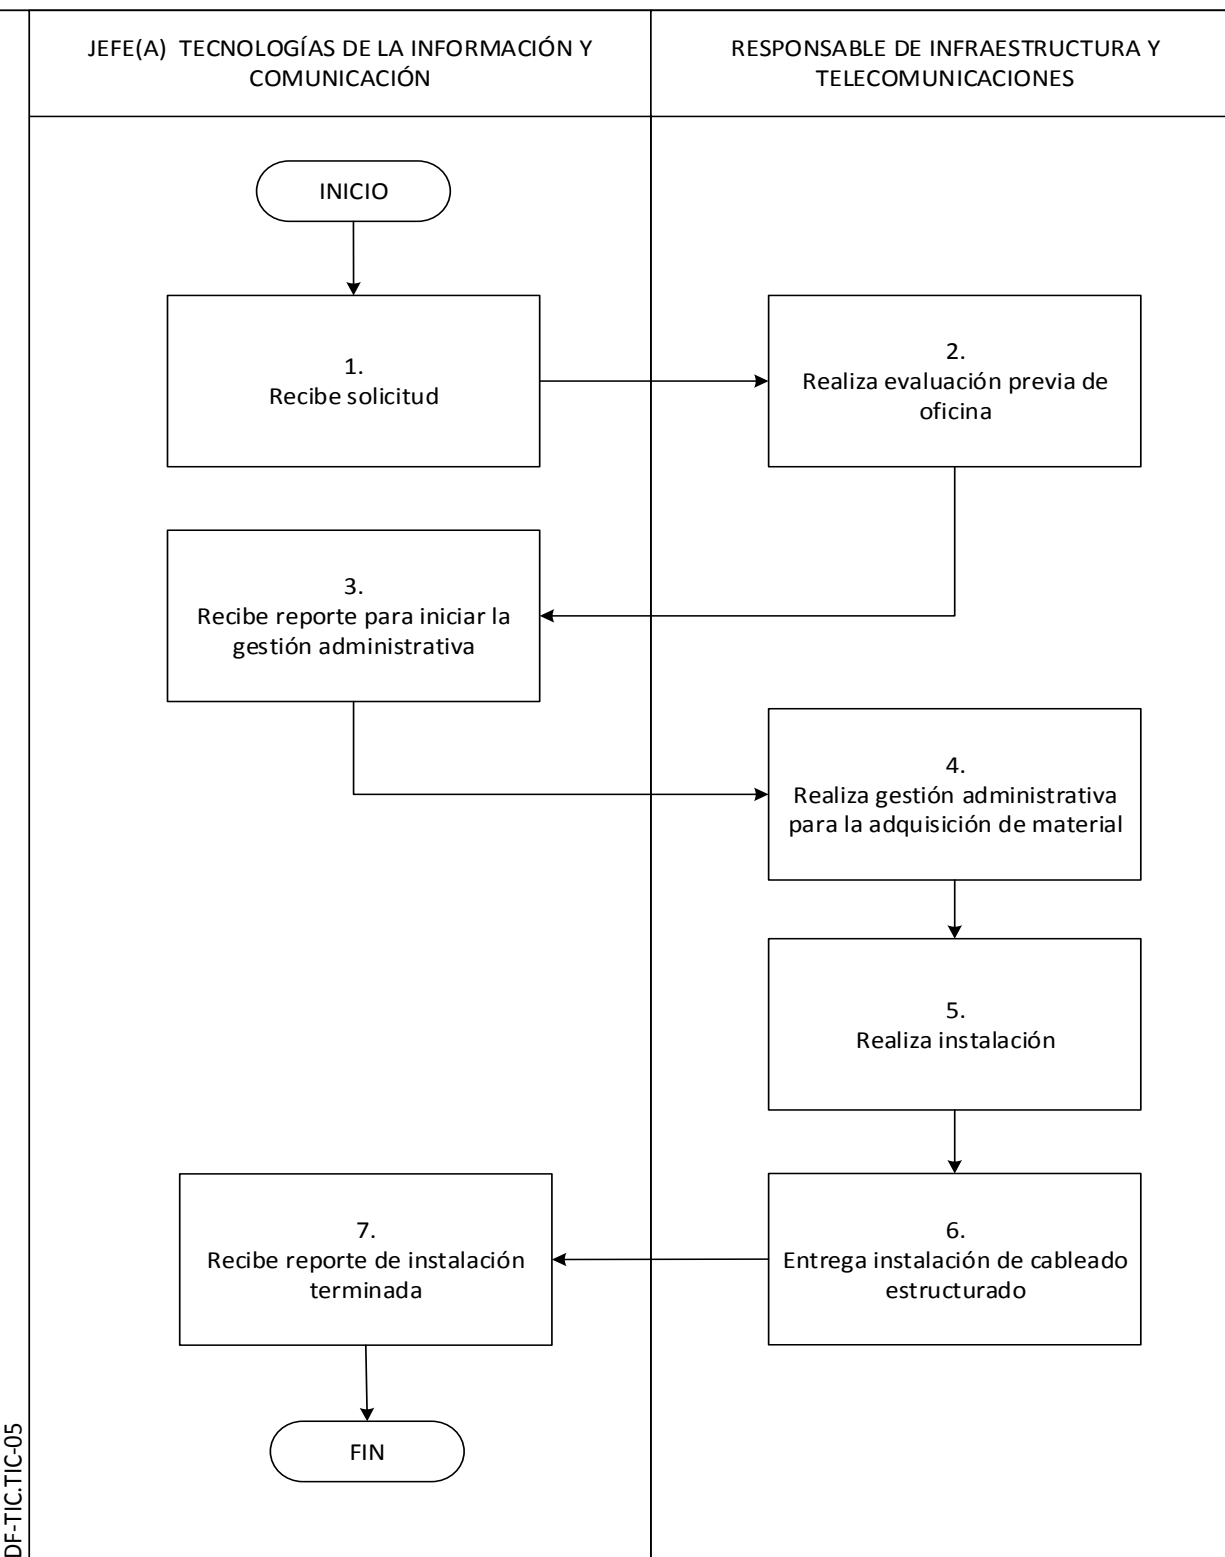 JEFE(A) TECNOLOGÍAS DE LA INFORMACIÓN Y
COMUNICACIÓN
RESPONSABLE DE INFRAESTRUCTURA Y
TELECOMUNICACIONES
INICIO
1.
Recibe solicitud
2.
Realiza evaluación previa de
oficina
3.
Recibe reporte para iniciar la
gestión administrativa
4.
Realiza gestión administrativa
para la adquisición de material
5.
Realiza instalación
6.
Entrega instalación de cableado
estructurado
7.
Recibe reporte de instalación
terminada
FIN
DF-TIC.TIC-05